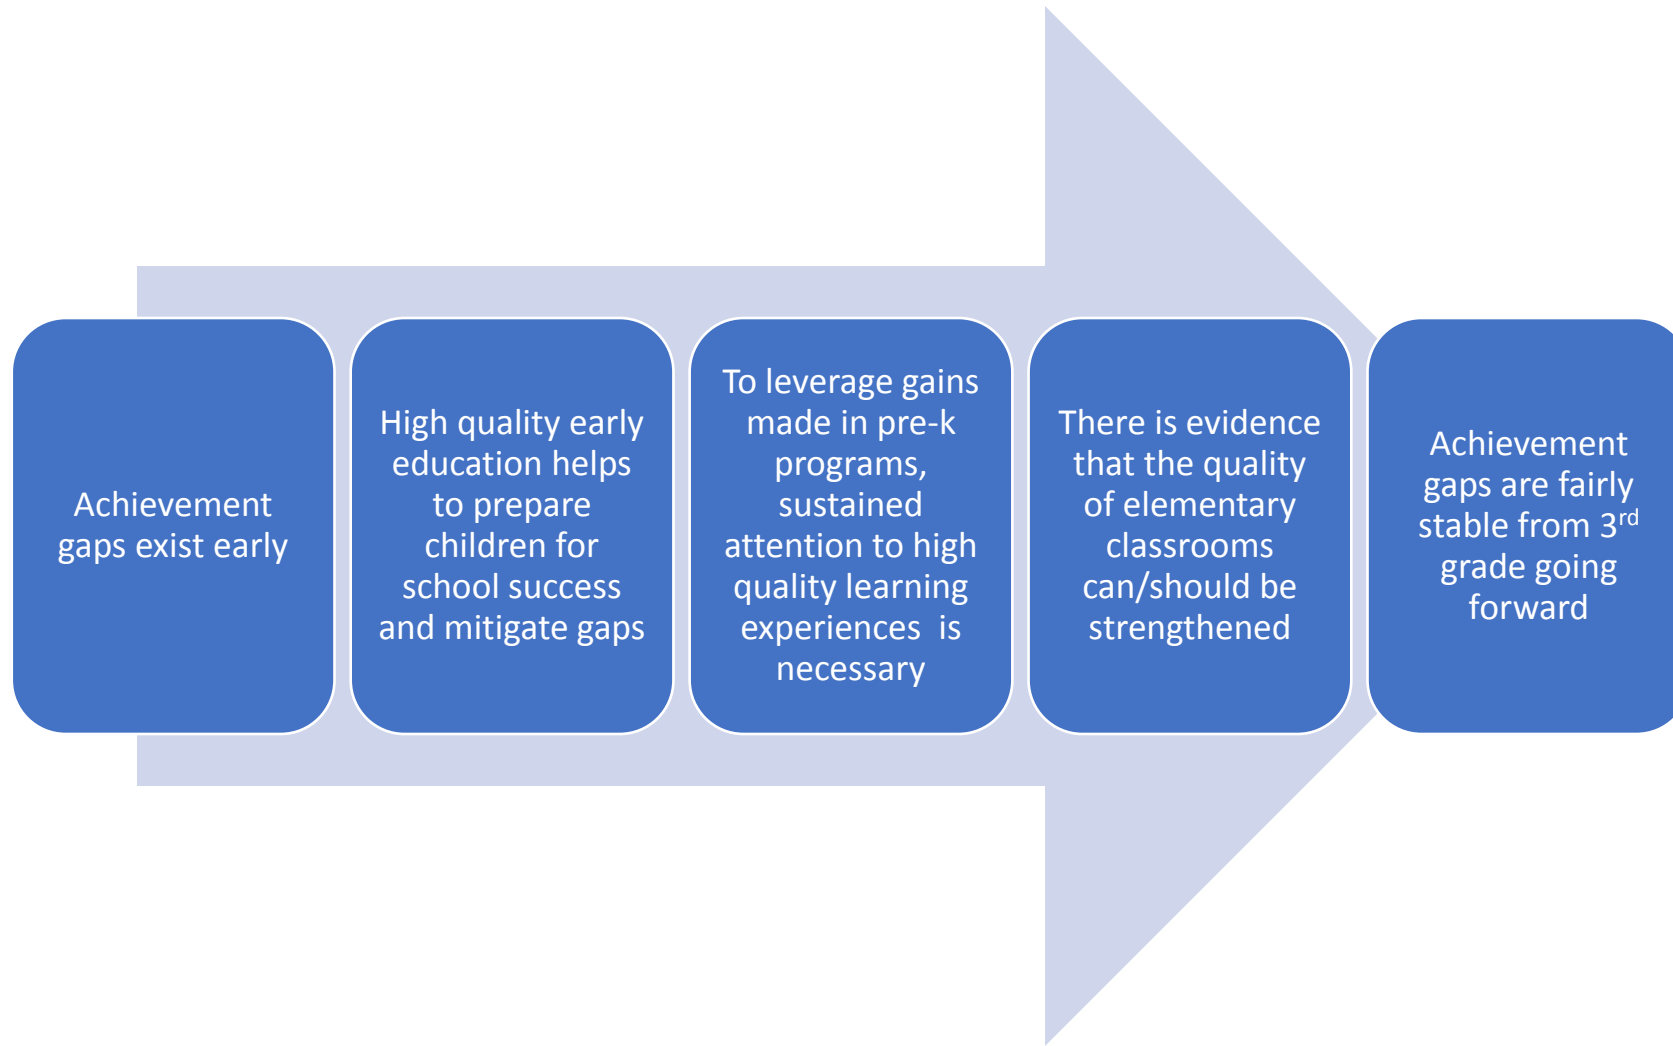 Achievement
gaps exist early
High quality early
education helps
to prepare
children for
school success
and mitigate gaps
To leverage gains
made in pre-k
programs,
sustained
attention to high
quality learning
experiences  is
necessary
There is evidence
that the quality
of elementary
classrooms
can/should be
strengthened
Achievement
gaps are fairly
stable from 3rd
grade going
forward